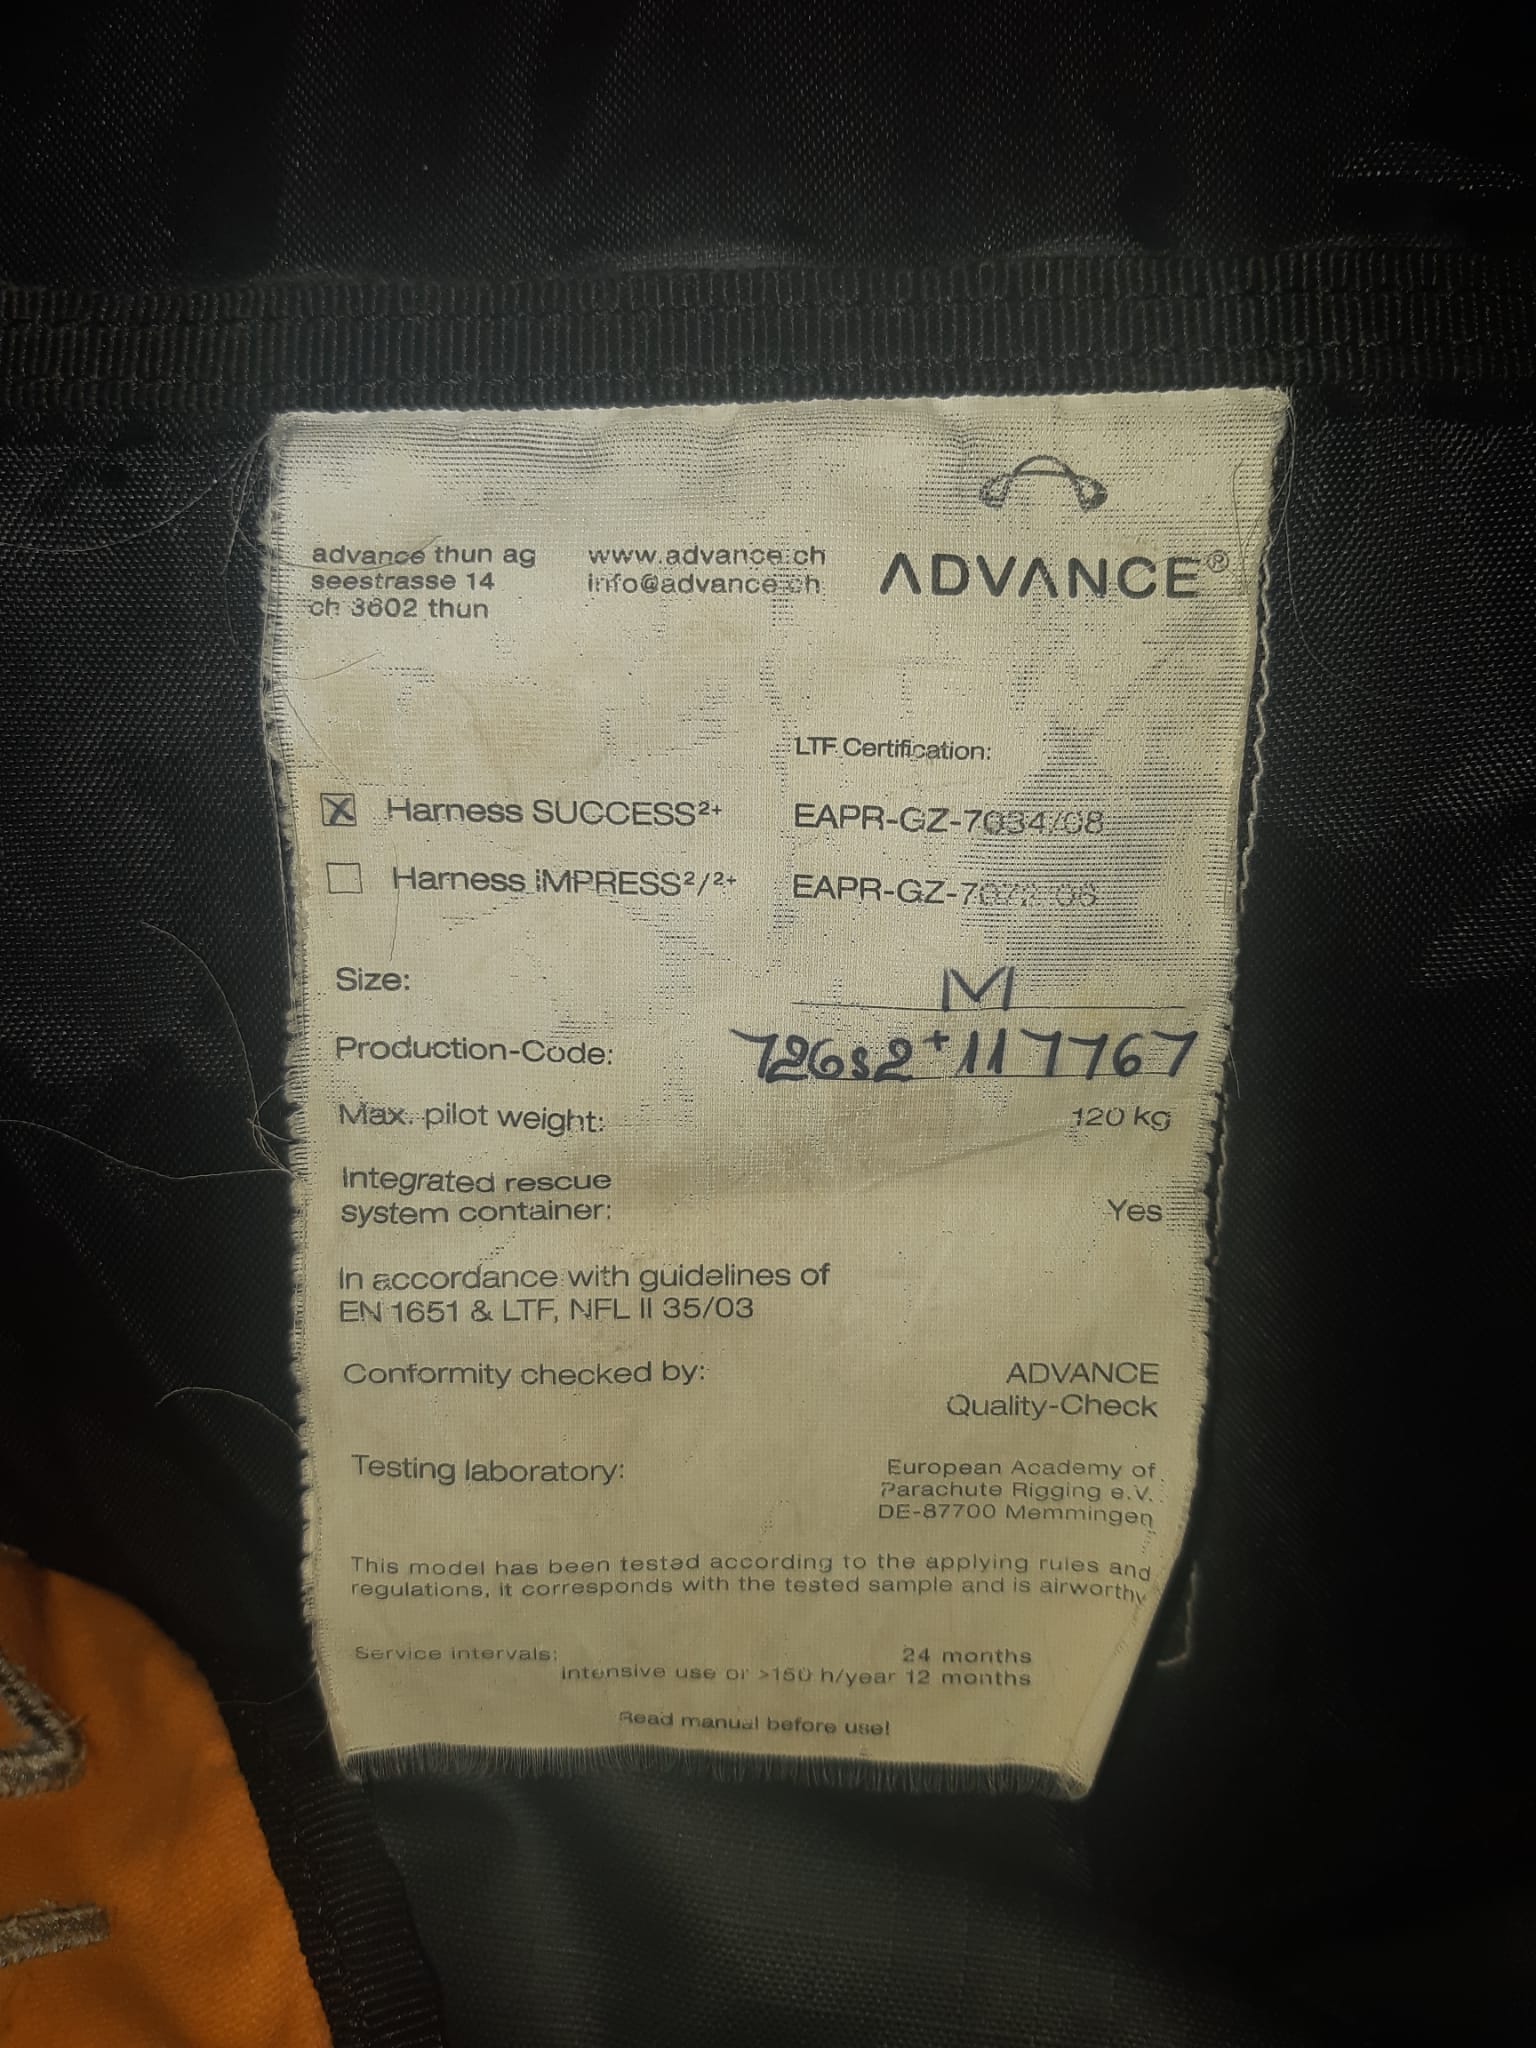 advance thun ag
seestrasse 14
ch 3602 thun
www.advance.ch
info@advance.ch
ADVANCE®
LTF Certification:
☒ Harness SUCCESS²⁺ EAPR-GZ-7034/08
☐ Harness IMPRESS²/²⁺ EAPR-GZ-
Size: M
Production-Code: 726s2+117767
Max. pilot weight: 120 kg
Integrated rescue
system container: Yes
In accordance with guidelines of
EN 1651 & LTF, NFL II 35/03
Conformity checked by: ADVANCE
Quality-Check
Testing laboratory: European Academy of
Parachute Rigging e.V.
DE-87700 Memmingen
This model has been tested according to the applying rules and
regulations, it corresponds with the tested sample and is airworthy
Service intervals: 24 months
intensive use or >150 h/year 12 months
Read manual before use!